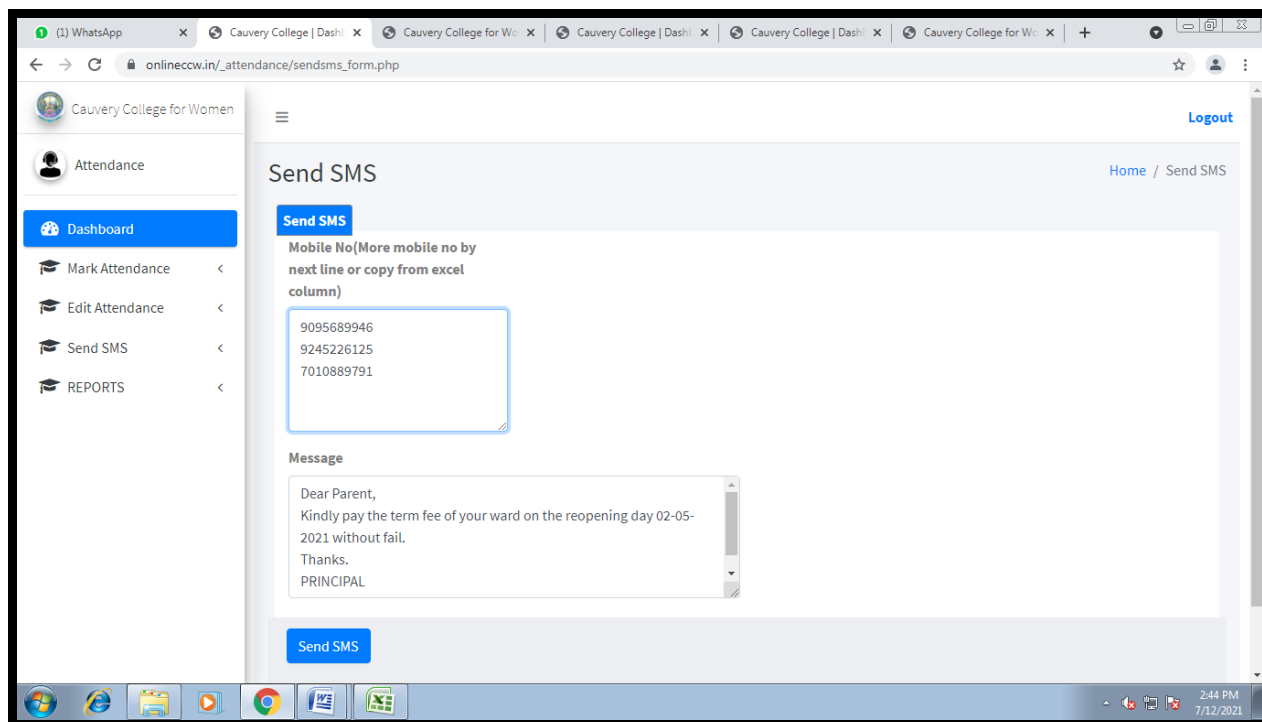 (1) WhatsApp
Cauvery College | Dash
Cauvery College for Wo
Cauvery College | Dash
Cauvery College | Dash
Cauvery College for Wo
onlineccw.in/_attendance/sendsms_form.php
Cauvery College for Women
Logout
Attendance
Send SMS
Home / Send SMS
Dashboard
Mark Attendance
Edit Attendance
Send SMS
REPORTS
Send SMS
Mobile No(More mobile no by
next line or copy from excel
column)
9095689946
9245226125
7010889791
Message
Dear Parent,
Kindly pay the term fee of your ward on the reopening day 02-05-
2021 without fail.
Thanks.
PRINCIPAL
Send SMS
2:44 PM
7/12/2021